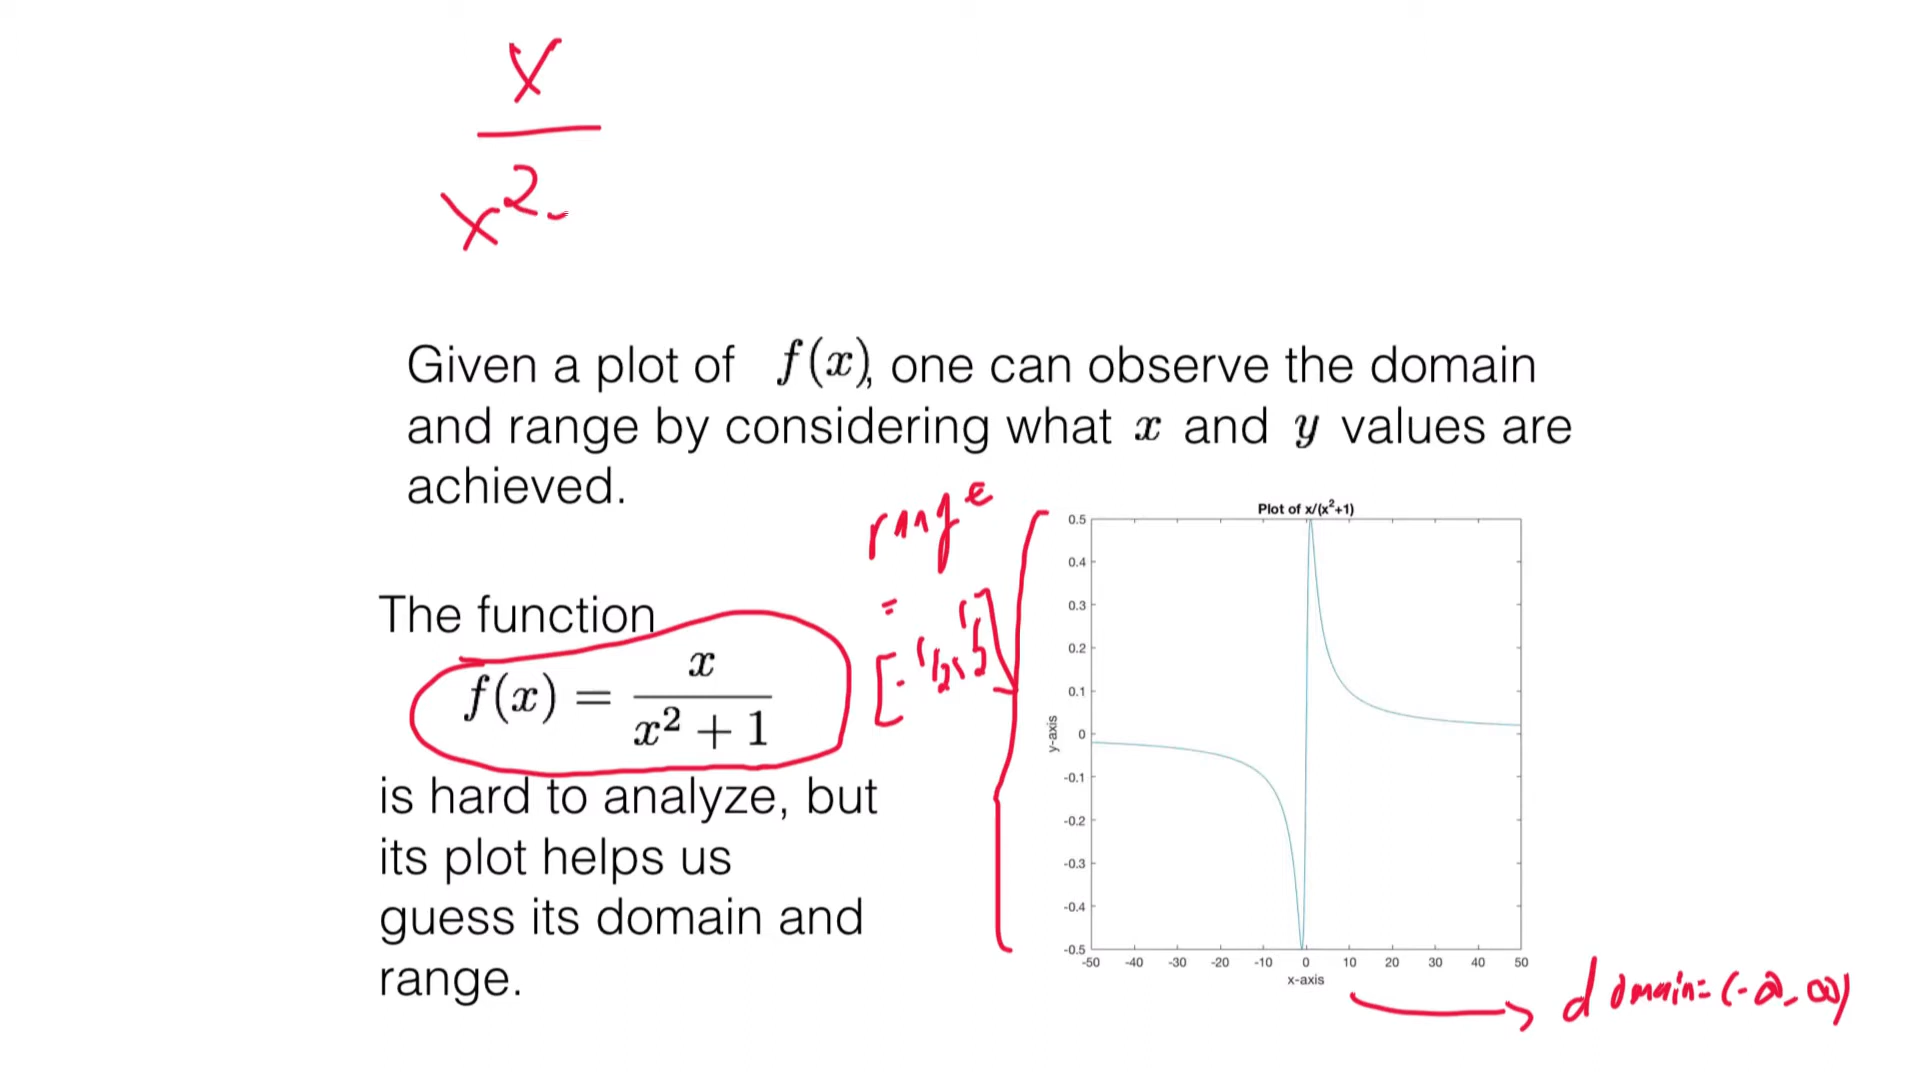 x
x²-
Given a plot of f(x), one can observe the domain
and range by considering what x and y values are
achieved.
range
=
The function
f(x) = x / (x² + 1)
is hard to analyze, but
its plot helps us
guess its domain and
range.
Plot of x/(x²+1)
0.5
0.4
0.3
0.2
0.1
0
-0.1
-0.2
-0.3
-0.4
-0.5
y-axis
-50 -40 -30 -20 -10 0 10 20 30 40 50
x-axis
domain=(-∞, ∞)